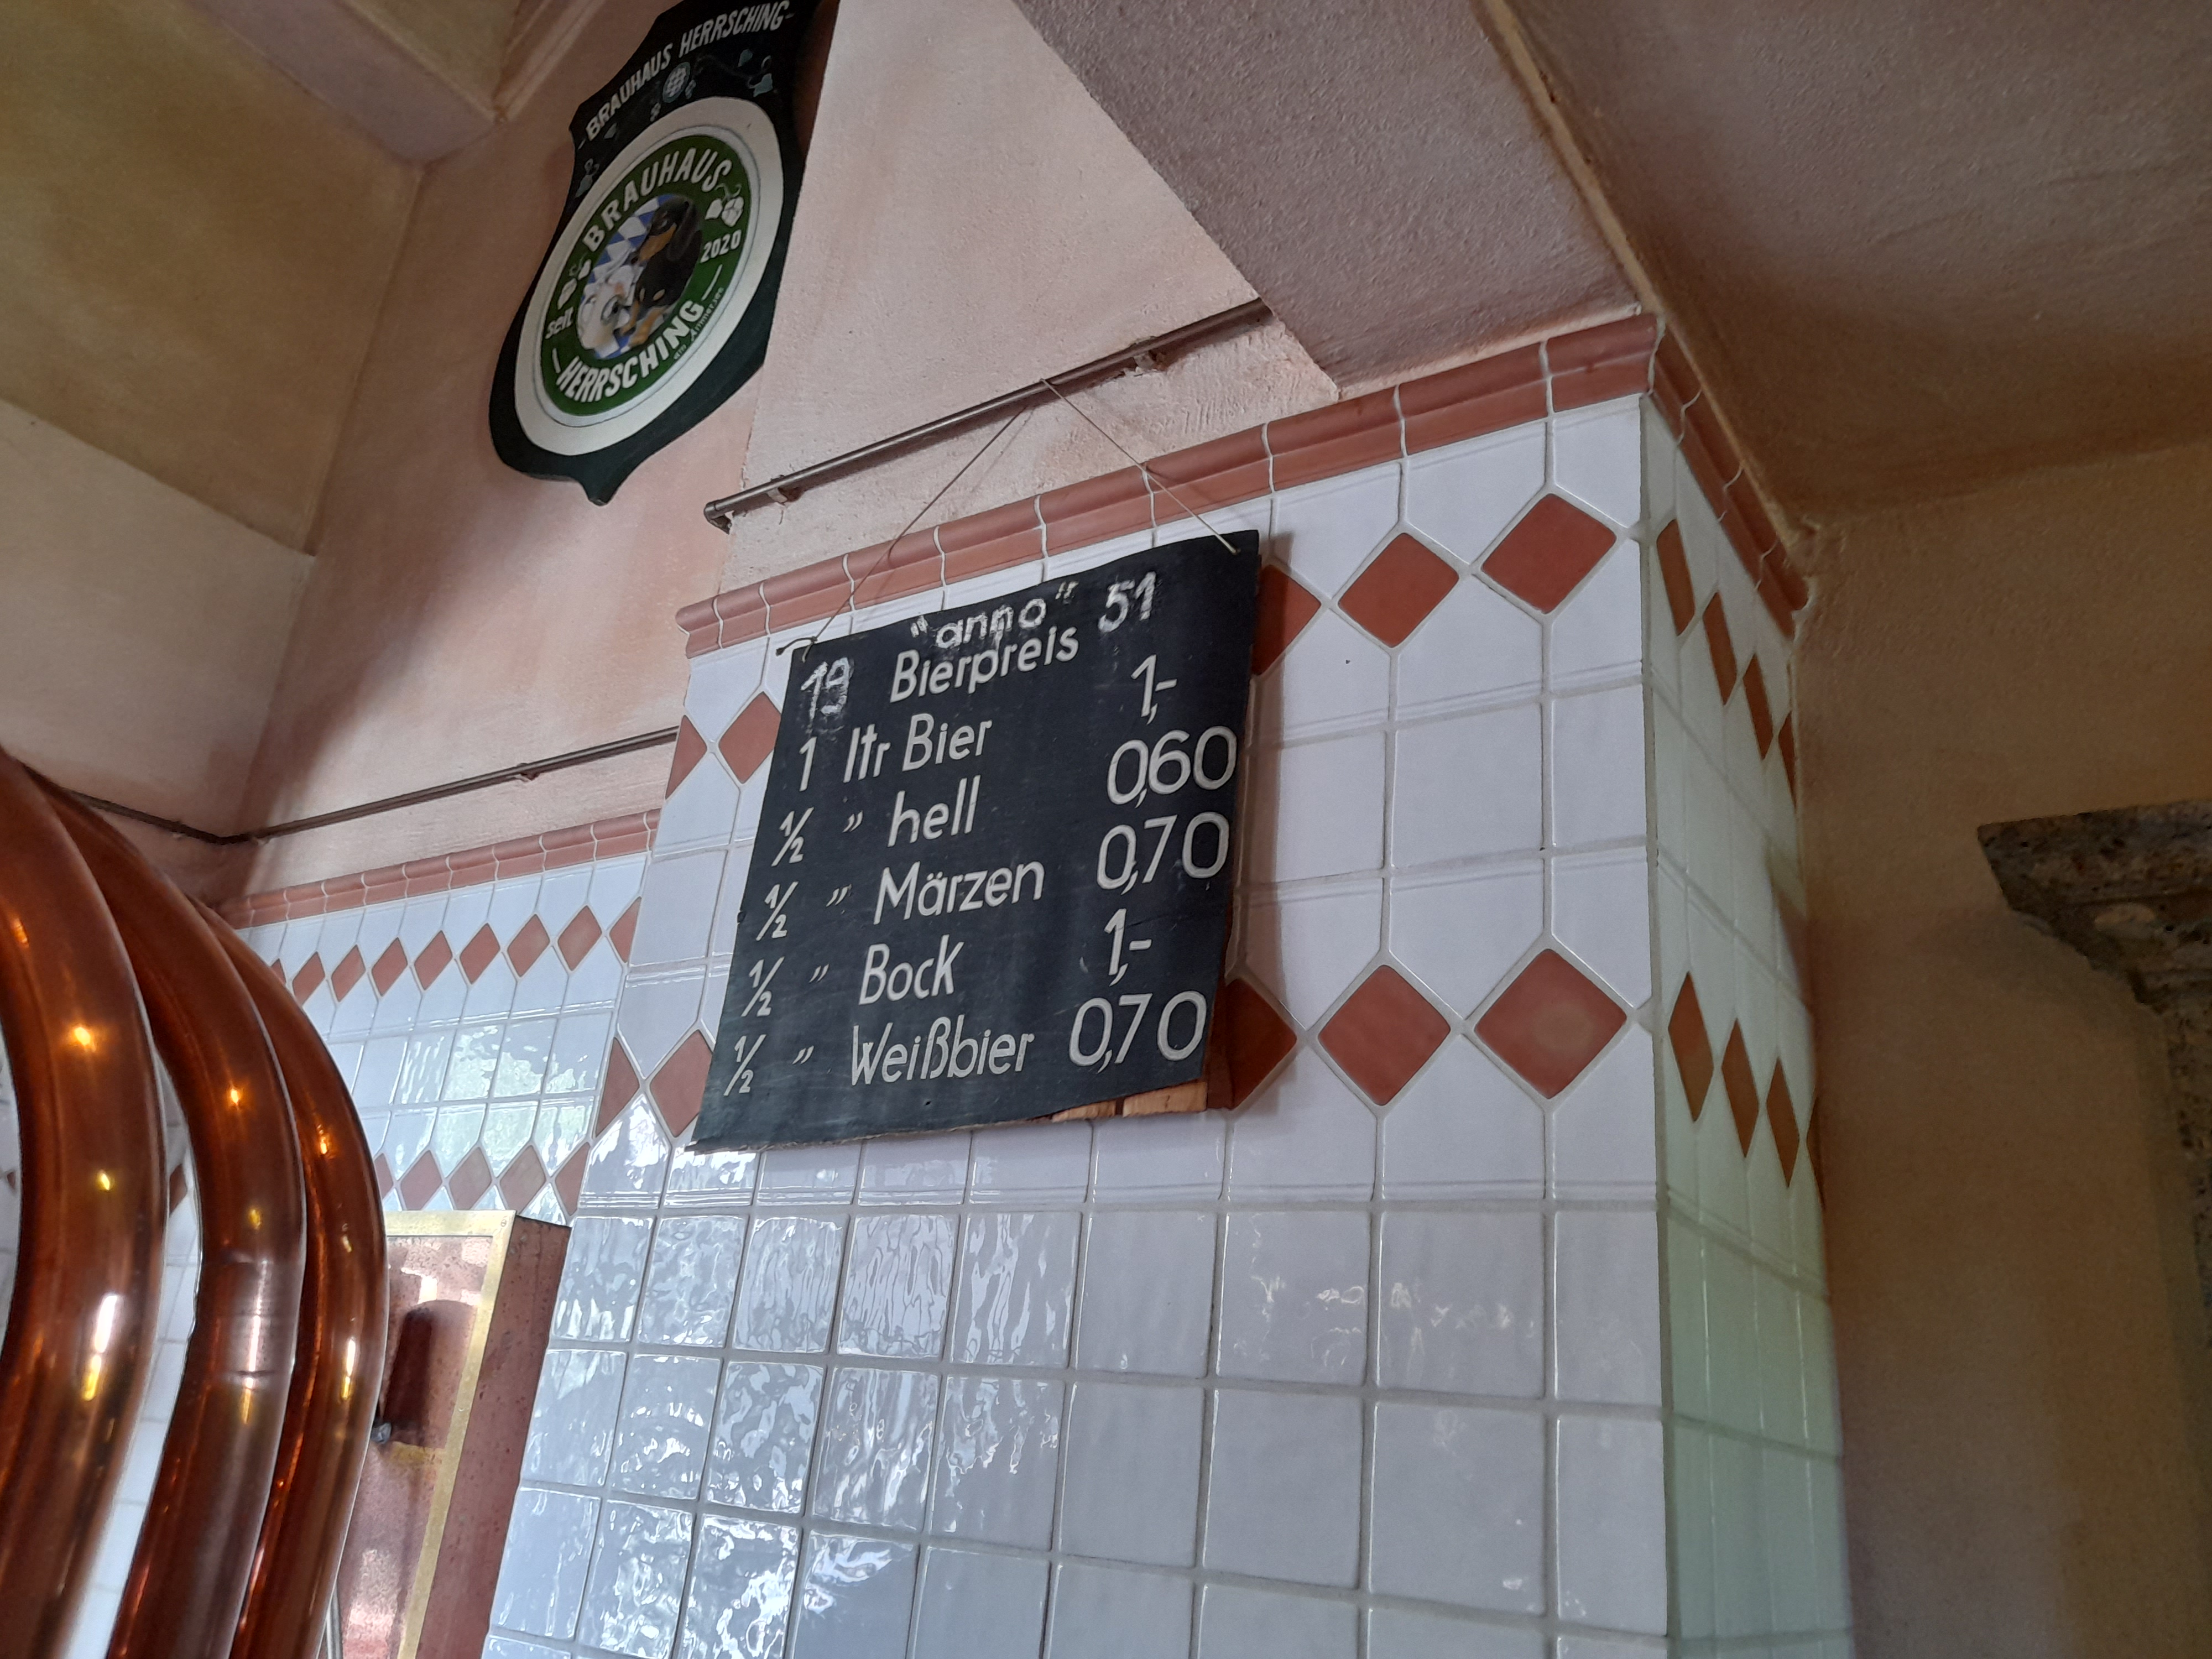 -BRAUHAUS HERRSCHING-
BRAUHAUS
seit 2020
HERRSCHING
"anno"
19 Bierpreis 51
1 ltr Bier 1,-
½ " hell 0,60
½ " Märzen 0,70
½ " Bock 1,-
½ " Weißbier 0,70